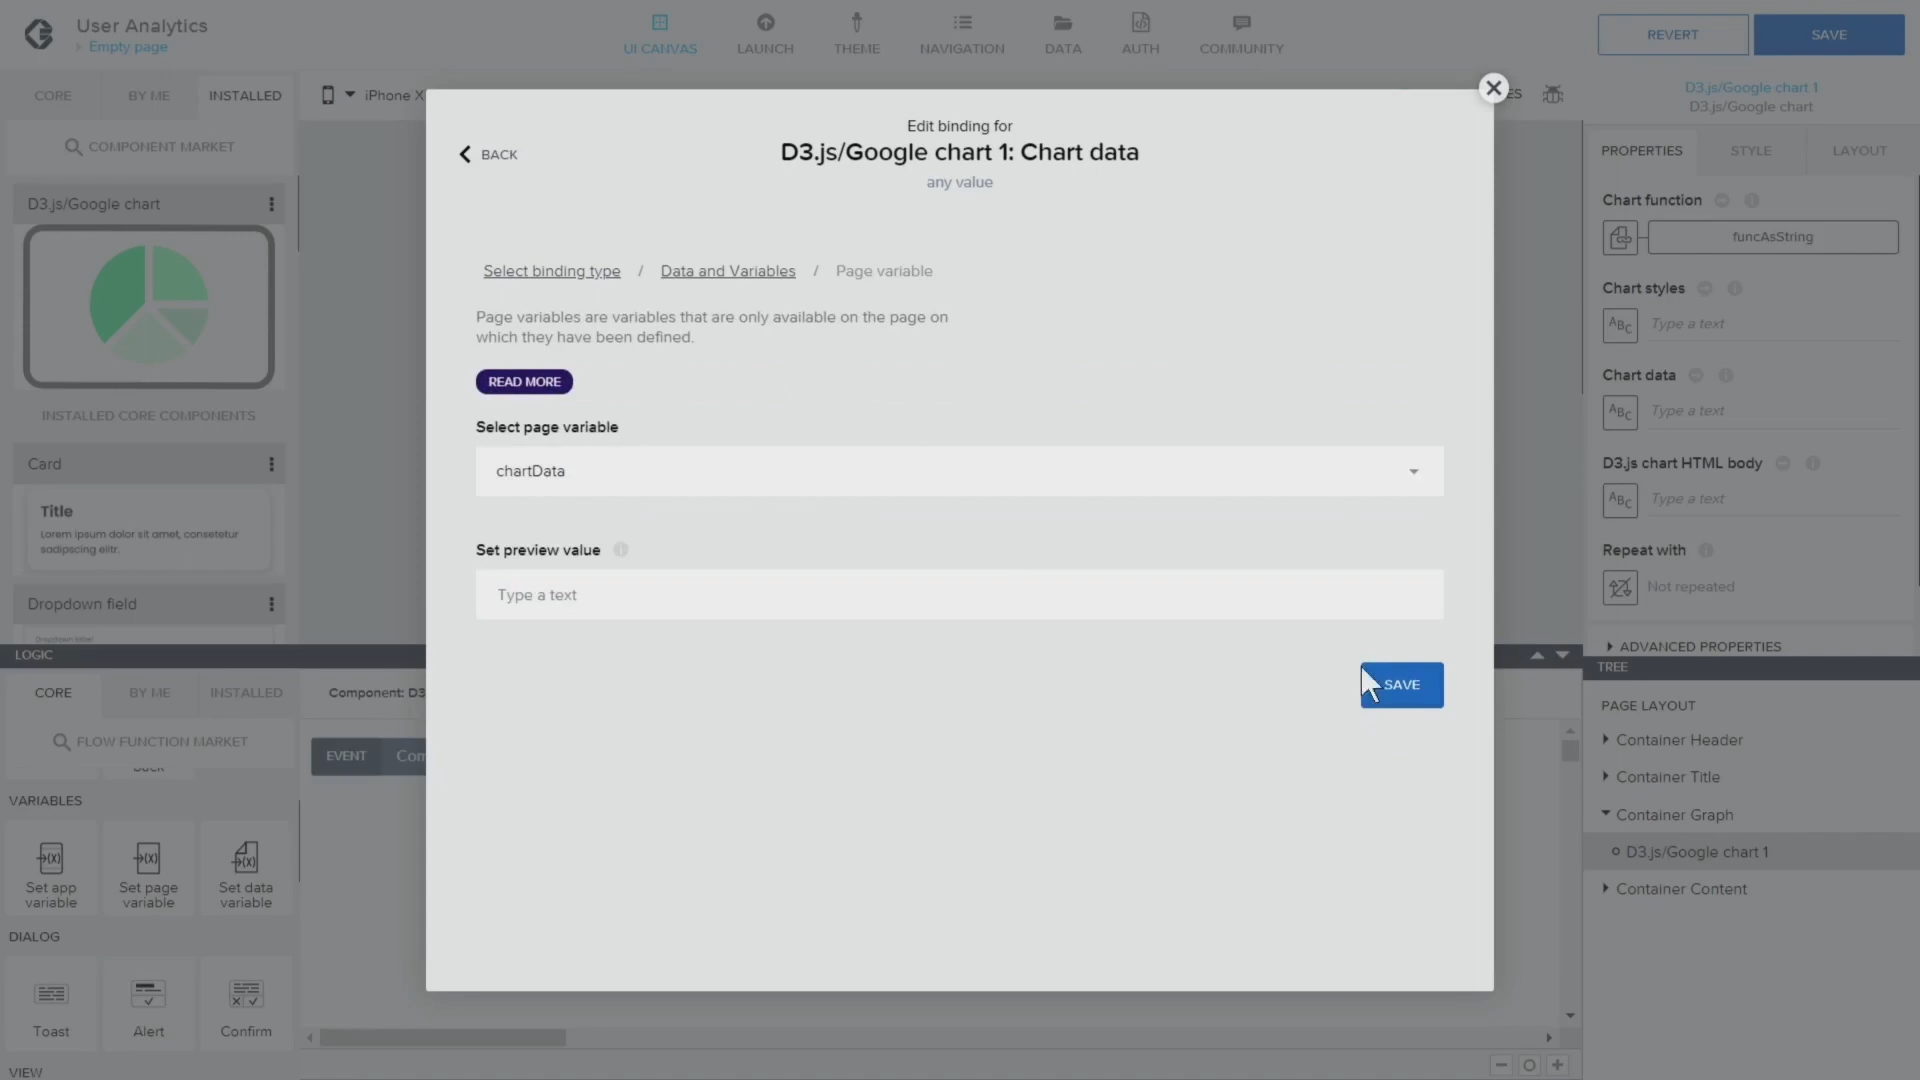 User Analytics
Empty page
UI CANVAS
LAUNCH
THEME
NAVIGATION
DATA
AUTH
COMMUNITY
REVERT
SAVE
CORE
BY ME
INSTALLED
COMPONENT MARKET
D3.js/Google chart
INSTALLED CORE COMPONENTS
Card
Title
Lorem ipsum dolor sit amet, consetetur
sadipscing elitr.
Dropdown field
Dropdown label
iPhone X
ES
Edit binding for
BACK
D3.js/Google chart 1: Chart data
any value
Select binding type / Data and Variables / Page variable
Page variables are variables that are only available on the page on
which they have been defined.
READ MORE
Select page variable
chartData
Set preview value
Type a text
SAVE
D3.js/Google chart 1
D3.js/Google chart
PROPERTIES
STYLE
LAYOUT
Chart function
funcAsString
Chart styles
ABC
Type a text
Chart data
ABC
Type a text
D3.js chart HTML body
ABC
Type a text
Repeat with
Not repeated
ADVANCED PROPERTIES
LOGIC
CORE
BY ME
INSTALLED
FLOW FUNCTION MARKET
VARIABLES
Set app
variable
Set page
variable
Set data
variable
DIALOG
Toast
Alert
Confirm
VIEW
Component: D3
EVENT
Com
TREE
PAGE LAYOUT
Container Header
Container Title
Container Graph
D3.js/Google chart 1
Container Content